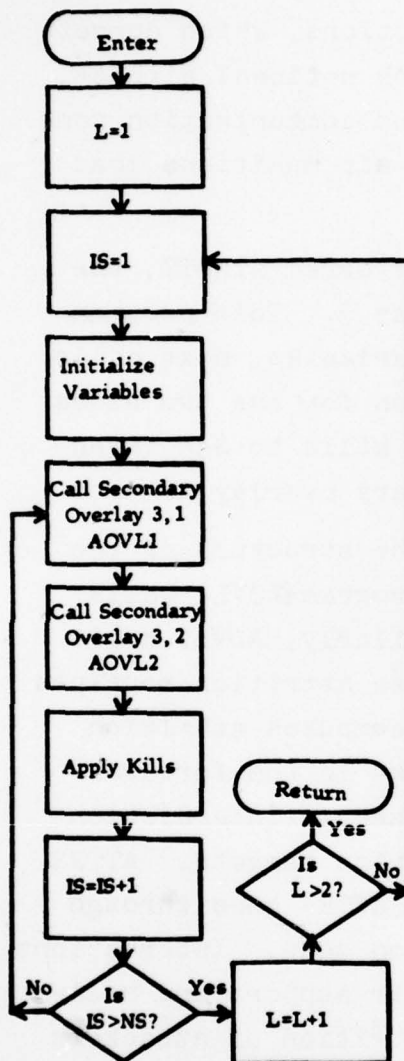 Enter
L=1
IS=1
Initialize
Variables
Call Secondary
Overlay 3,1
AOVL1
Call Secondary
Overlay 3,2
AOVL2
Apply Kills
IS=IS+1
Is
IS>NS?
No
Yes
L=L+1
Is
L>2?
No
Yes
Return